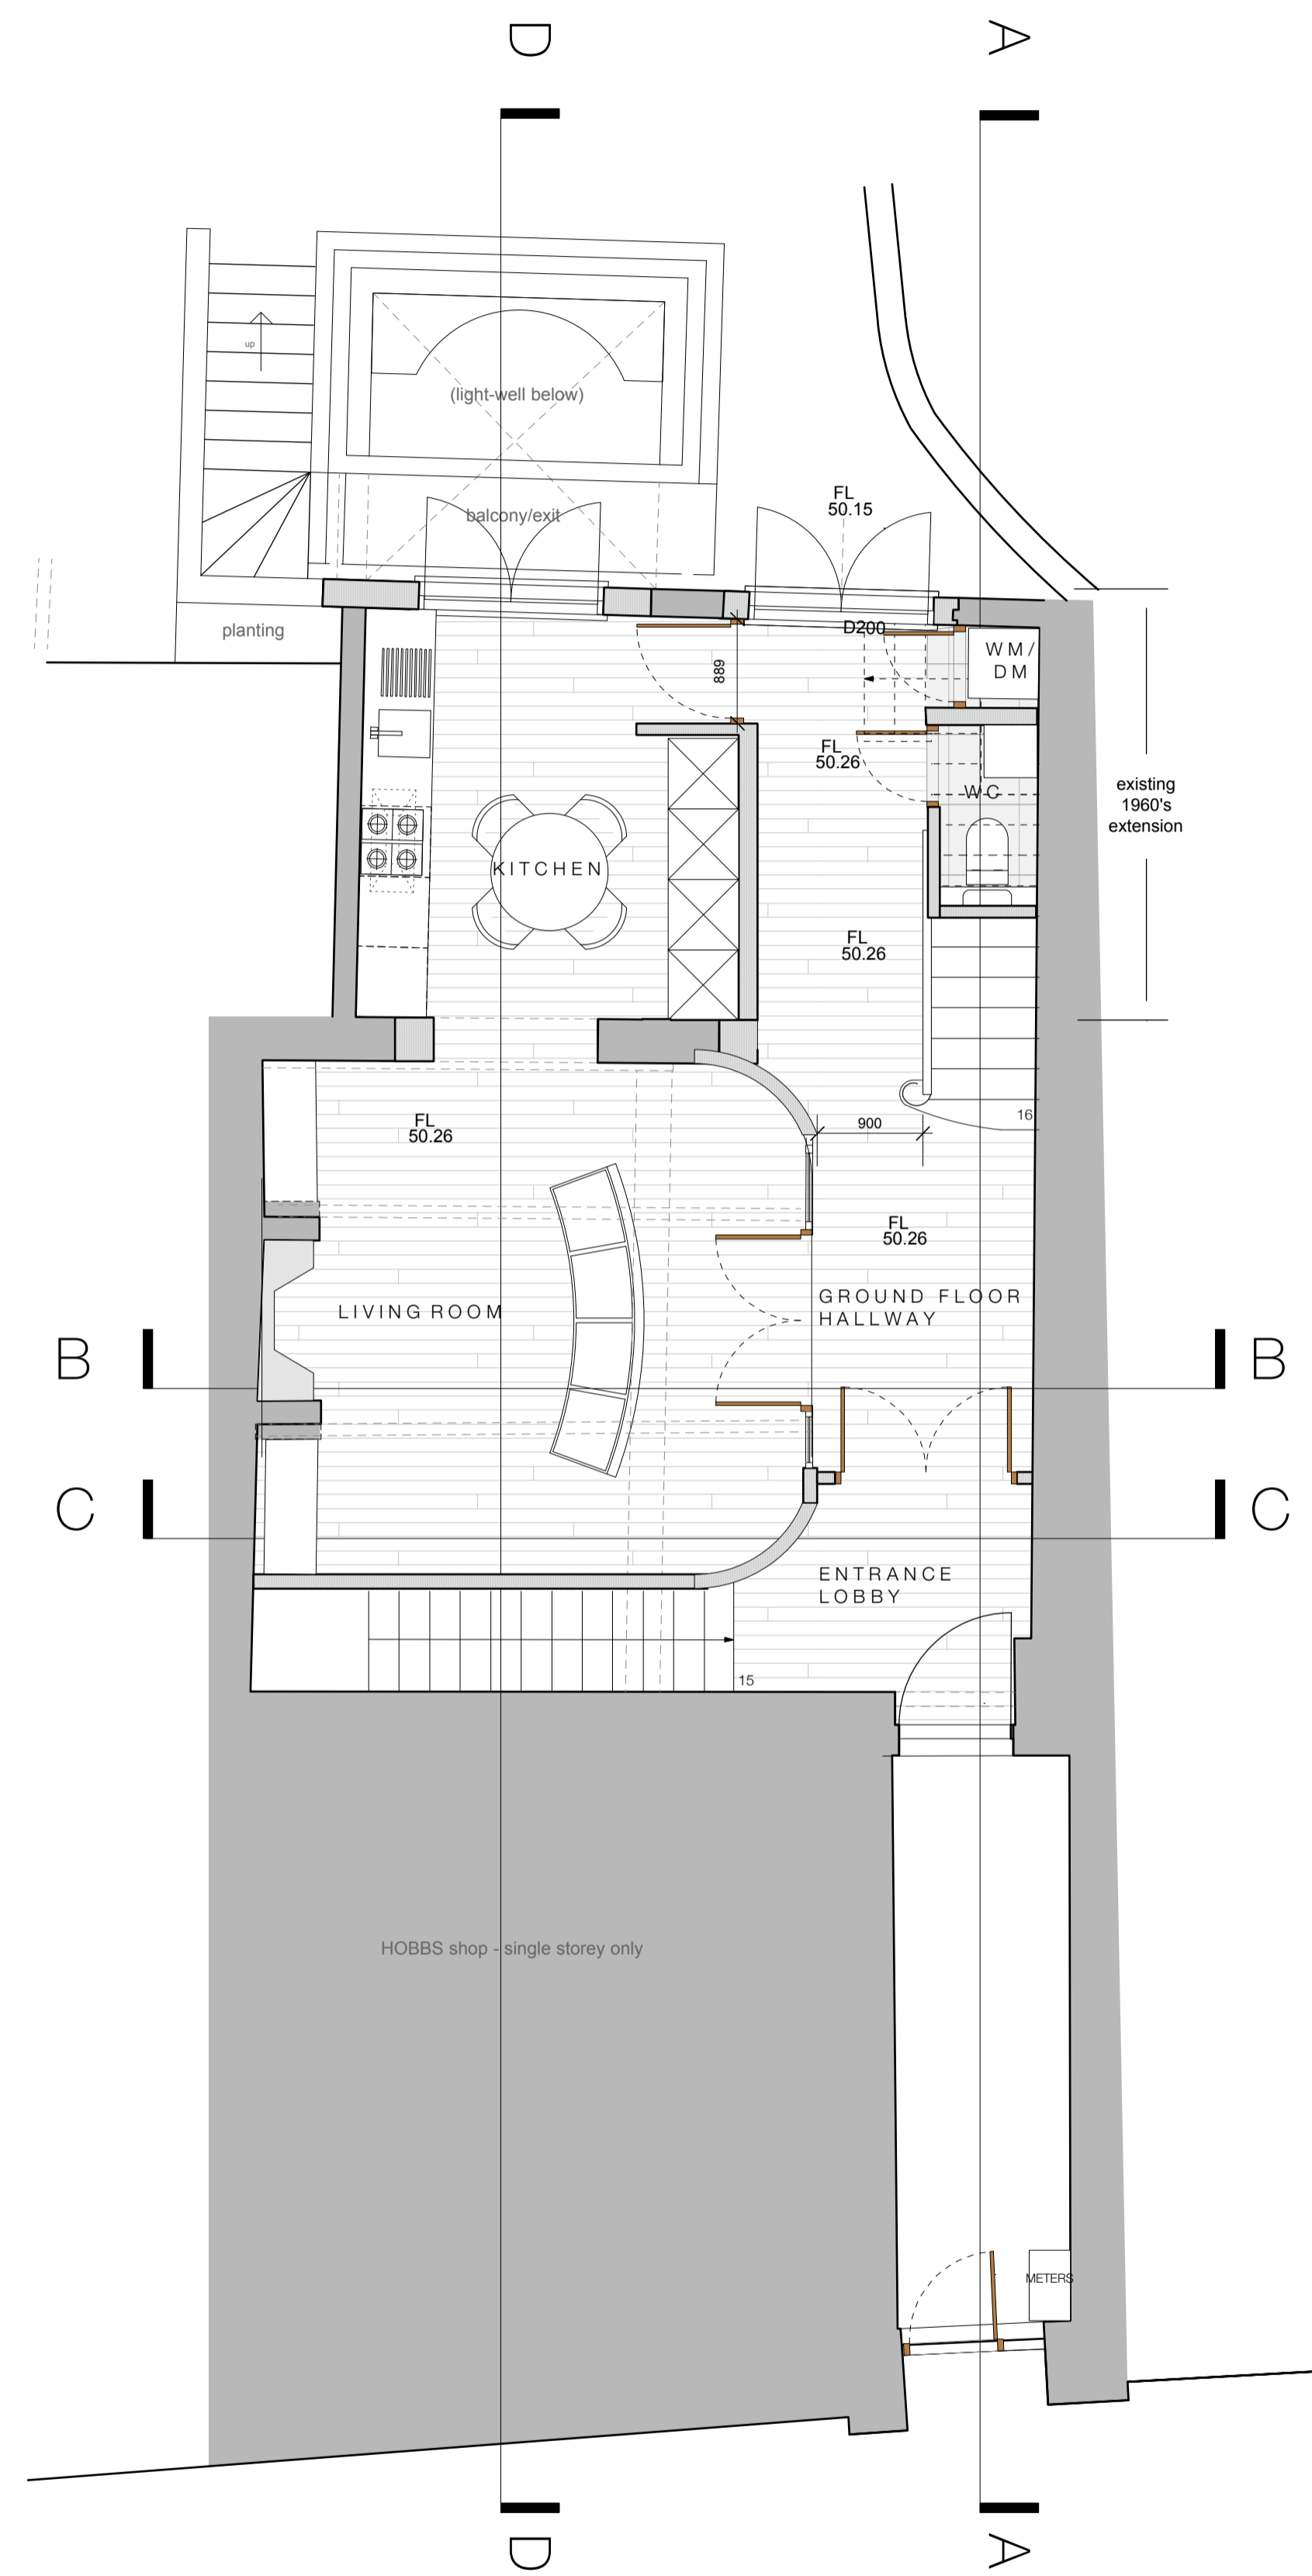 D
A
up
(light-well below)
balcony/exit
FL
50.15
planting
D200
889
WM/
DM
FL
50.26
WC
existing
1960's
extension
KITCHEN
FL
50.26
16
900
FL
50.26
FL
50.26
GROUND FLOOR
HALLWAY
LIVING ROOM
B
B
C
C
ENTRANCE
LOBBY
15
HOBBS shop - single storey only
METERS
D
A